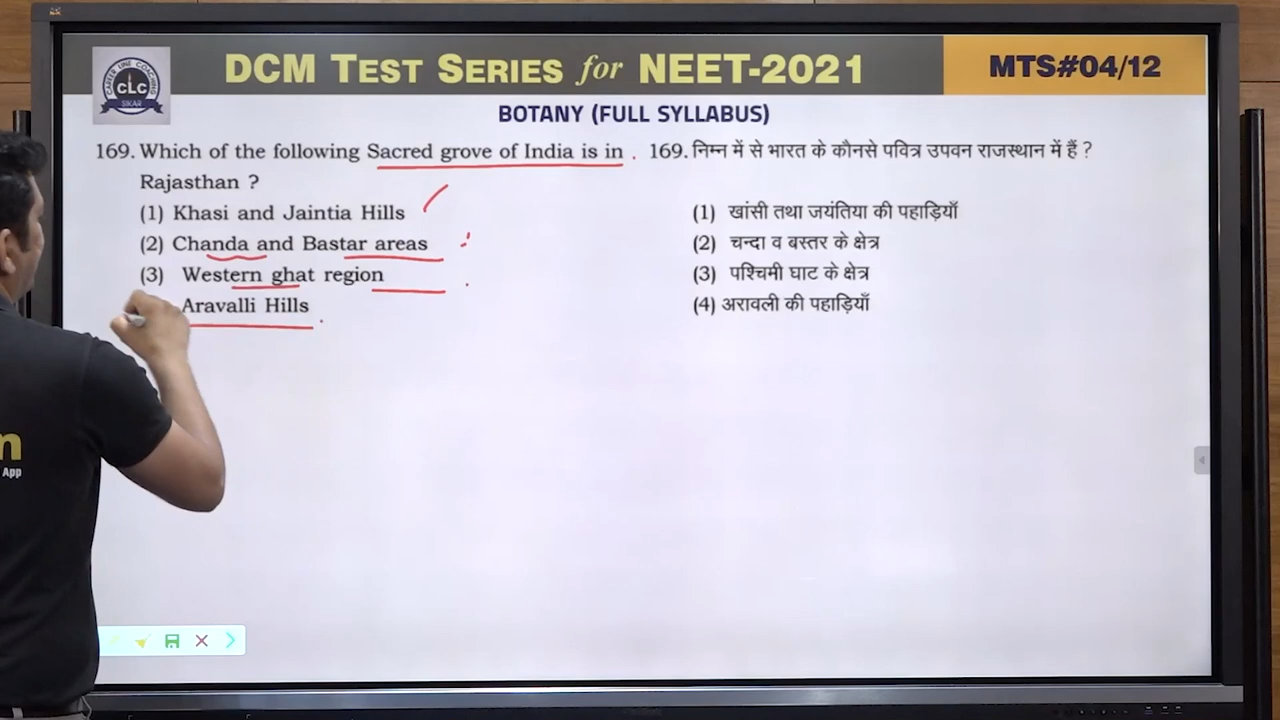 DCM TEST SERIES for NEET-2021
MTS#04/12
CAREER LINE COACHING
CLC
SIKAR
BOTANY (FULL SYLLABUS)
169. Which of the following Sacred grove of India is in
Rajasthan ?
(1) Khasi and Jaintia Hills
(2) Chanda and Bastar areas
(3) Western ghat region
Aravalli Hills
169. निम्न में से भारत के कौनसे पवित्र उपवन राजस्थान में हैं ?
(1) खांसी तथा जयंतिया की पहाड़ियाँ
(2) चन्दा व बस्तर के क्षेत्र
(3) पश्चिमी घाट के क्षेत्र
(4) अरावली की पहाड़ियाँ
n
App